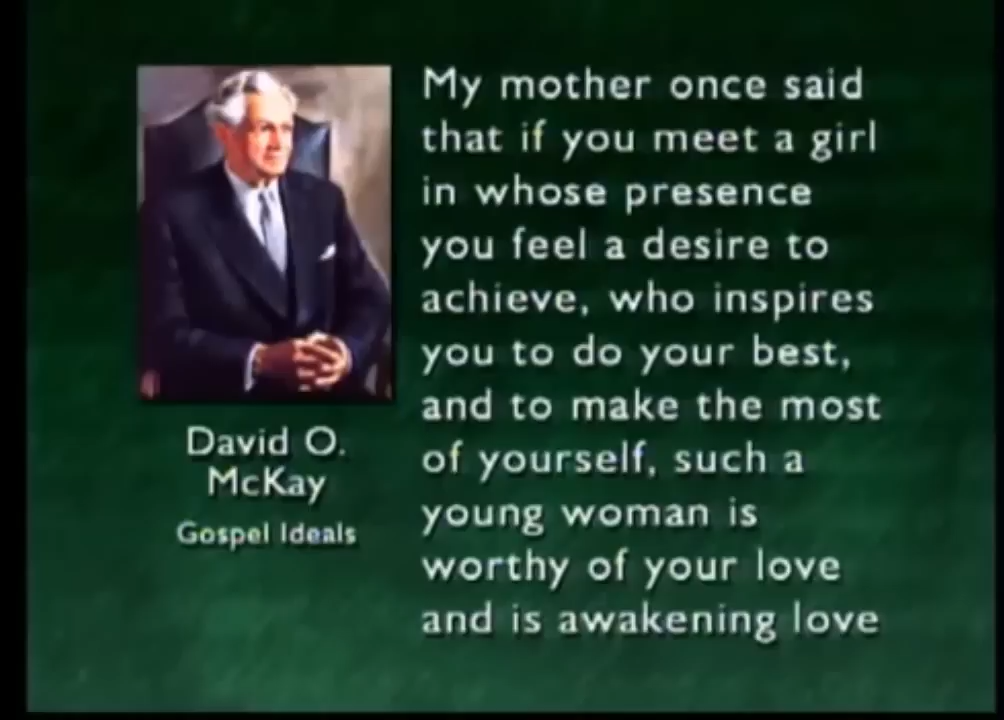 My mother once said
that if you meet a girl
in whose presence
you feel a desire to
achieve, who inspires
you to do your best,
and to make the most
of yourself, such a
young woman is
worthy of your love
and is awakening love
David O.
McKay
Gospel Ideals